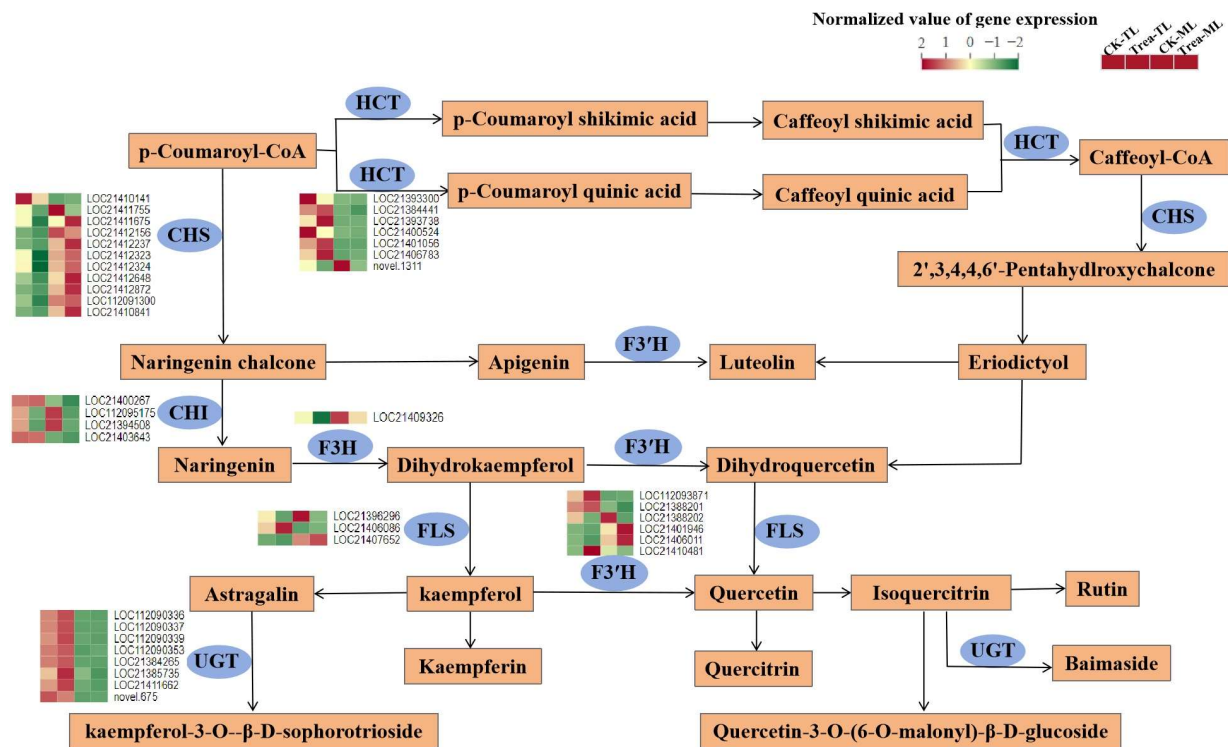 Normalized value of gene expression
2 1 0 −1 −2
CK-TL
Trea-TL
CK-ML
Trea-ML
HCT
p-Coumaroyl shikimic acid
Caffeoyl shikimic acid
p-Coumaroyl-CoA
HCT
HCT
Caffeoyl-CoA
p-Coumaroyl quinic acid
Caffeoyl quinic acid
LOC21410141
LOC21411755
LOC21411675
LOC21412156
LOC21412237
LOC21412323
LOC21412324
LOC21412648
LOC21412872
LOC112091300
LOC21410841
CHS
LOC21393300
LOC21384441
LOC21393738
LOC21400524
LOC21401056
LOC21406783
novel.1311
CHS
2',3,4,4,6'-Pentahydlroxychalcone
Naringenin chalcone
Apigenin
F3′H
Luteolin
Eriodictyol
LOC21400267
LOC112095175
LOC21394508
LOC21403643
CHI
LOC21409326
Naringenin
F3H
Dihydrokaempferol
F3′H
Dihydroquercetin
LOC21396296
LOC21406086
LOC21407652
FLS
LOC112093871
LOC21388201
LOC21388202
LOC21401946
LOC21406011
LOC21410481
FLS
Astragalin
kaempferol
F3′H
Quercetin
Isoquercitrin
Rutin
LOC112090336
LOC112090337
LOC112090339
LOC112090353
LOC21384265
LOC21385735
LOC21411662
novel.675
UGT
Kaempferin
Quercitrin
UGT
Baimaside
kaempferol-3-O--β-D-sophorotrioside
Quercetin-3-O-(6-O-malonyl)-β-D-glucoside